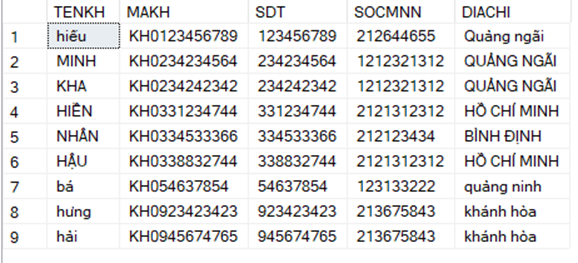 TENKH MAKH SDT SOCMNN DIACHI
1 hiếu KH0123456789 123456789 212644655 Quảng ngãi
2 MINH KH0234234564 234234564 1212321312 QUẢNG NGÃI
3 KHA KH0234242342 234242342 1212321312 QUẢNG NGÃI
4 HIỀN KH0331234744 331234744 2121312312 HỒ CHÍ MINH
5 NHÂN KH0334533366 334533366 212123434 BÌNH ĐỊNH
6 HẬU KH0338832744 338832744 2121312312 HỒ CHÍ MINH
7 bá KH054637854 54637854 123133222 quảng ninh
8 hưng KH0923423423 923423423 213675843 khánh hòa
9 hải KH0945674765 945674765 213675843 khánh hòa